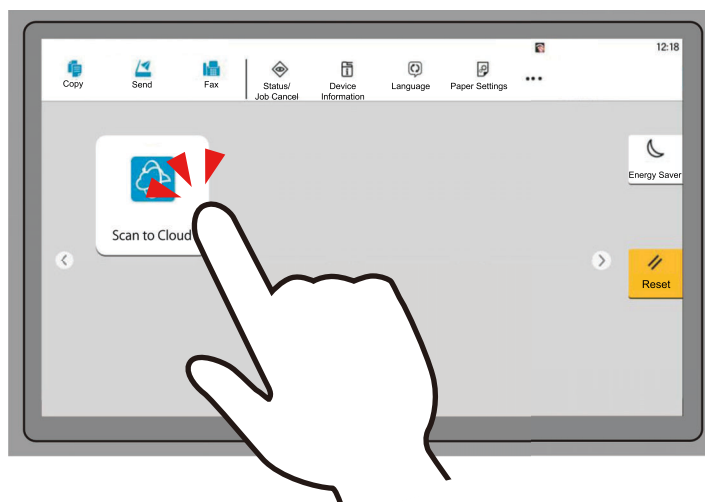 12:18
Copy
Send
Fax
Status/
Job Cancel
Device
Information
Language
Paper Settings
Energy Saver
Scan to Cloud
Reset